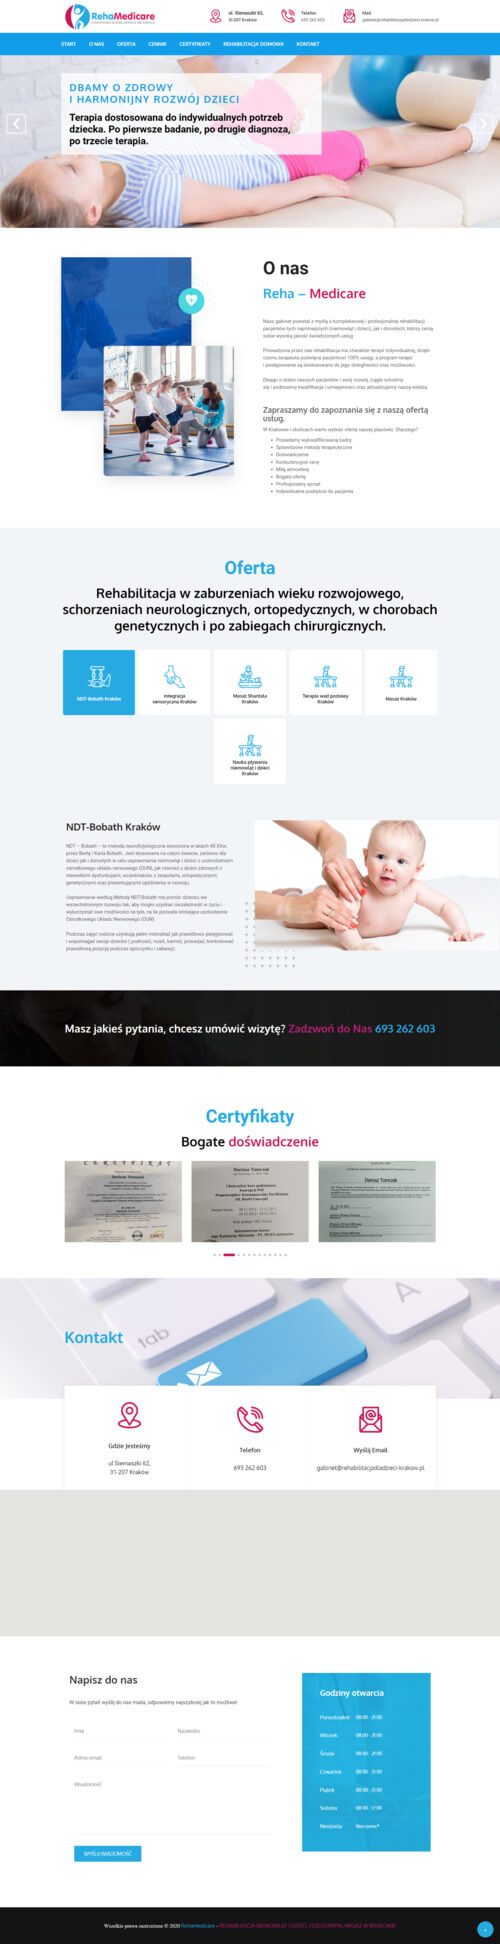 RehaMedicare
ul. Siemaszki 62,
31-207 Kraków
Telefon
693 262 603
Mail
gabinet@rehabilitacjadladzieci-krakow.pl
START O NAS OFERTA CENNIK CERTYFIKATY REHABILITACJA DOMOWA KONTAKT
DBAMY O ZDROWY
I HARMONIJNY ROZWÓJ DZIECI
Terapia dostosowana do indywidualnych potrzeb
dziecka. Po pierwsze badanie, po drugie diagnoza,
po trzecie terapia.
O nas
Reha – Medicare
Nasz gabinet powstał z myślą o kompleksowej i profesjonalnej rehabilitacji
pacjentów tych najmniejszych (niemowląt i dzieci), jak i dorosłych, którzy cenią
sobie wysoką jakość świadczonych usług.
Prowadzona przez nas rehabilitacja ma charakter terapii indywidualnej, dzięki
czemu terapeuta poświęca pacjentowi 100% uwagi, a program terapii
i postępowanie są dostosowane do jego dolegliwości oraz możliwości.
Dbając o dobro naszych pacjentów i swój rozwój, ciągle szkolimy
się i podnosimy kwalifikacje i umiejętności oraz aktualizujemy naszą wiedzę.
Zapraszamy do zapoznania się z naszą ofertą
usług.
W Krakowie i okolicach warto wybrać ofertę naszej placówki. Dlaczego?
Posiadamy wykwalifikowaną kadrę
Sprawdzone metody terapeutyczne
Doświadczenie
Konkurencyjne ceny
Miłą atmosferę
Bogata ofertę
Profesjonalny sprzęt
Indywidualne podejście do pacjenta
Oferta
Rehabilitacja w zaburzeniach wieku rozwojowego,
schorzeniach neurologicznych, ortopedycznych, w chorobach
genetycznych i po zabiegach chirurgicznych.
NDT-Bobath Kraków
Integracja
sensoryczna Kraków
Masaż Shantala
Kraków
Terapia wad postawy
Kraków
Masaż Kraków
Nauka pływania
niemowląt i dzieci
Kraków
NDT-Bobath Kraków
NDT – Bobath – to metoda neurofizjologiczna stworzona w latach 40 XXw.
przez Bertę i Karla Bobath. Jest stosowana na całym świecie, zarówno dla
dzieci jak i dorosłych w celu usprawniania niemowląt i dzieci z uszkodzeniem
ośrodkowego układu nerwowego (OUN), jak również u dzieci zdrowych z
niewielkimi dysfunkcjami, wcześniaków, z zespołami, ortopedycznymi,
genetycznymi oraz prezentującymi opóźnienia w rozwoju.
Usprawnianie według Metody NDT-Bobath ma pomóc dziecku we
wszechstronnym rozwoju tak, aby mogło uzyskać niezależność w życiu i
wykorzystać swe możliwości na tyle, na ile pozwala istniejące uszkodzenie
Ośrodkowego Układu Nerwowego (OUN).
Podczas zajęć rodzice uzyskują pełen instruktaż jak prawidłowo pielęgnować
i wspomagać swoje dziecko ( podnosić, nosić, karmić, przewijać, kontrolować
prawidłową pozycję podczas spoczynku i zabawy).
Masz jakieś pytania, chcesz umówić wizytę? Zadzwoń do Nas 693 262 603
Certyfikaty
Bogate doświadczenie
CERTYFIKAT
Dariusz Tomczak
Dariusz Tomczak
Dariusz Tomczak
Kontakt
tab
A
Gdzie Jesteśmy
ul.Siemaszki 62,
31-207 Kraków
Telefon
693 262 603
Wyślij Email
gabinet@rehabilitacjadladzieci-krakow.pl
Napisz do nas
W razie pytań wyślij do nas maila, odpowiemy najszybciej jak to możliwe!
Imię Nazwisko
Adres email Telefon
Wiadomość
WYŚLIJ WIADOMOŚĆ
Godziny otwarcia
Poniedziałek 08:00 - 21:00
Wtorek 08:00 - 21:00
Środa 08:00 - 21:00
Czwartek 08:00 - 21:00
Piątek 08:00 - 21:00
Sobota 08:00 - 17:00
Niedziela Nieczynne*
Wszelkie prawa zastrzeżone © 2020 Rehamedicare - REHABILITACJA NIEMOWLĄT I DZIECI, FIZJOTERAPIA, MASAŻ W KRAKOWIE.